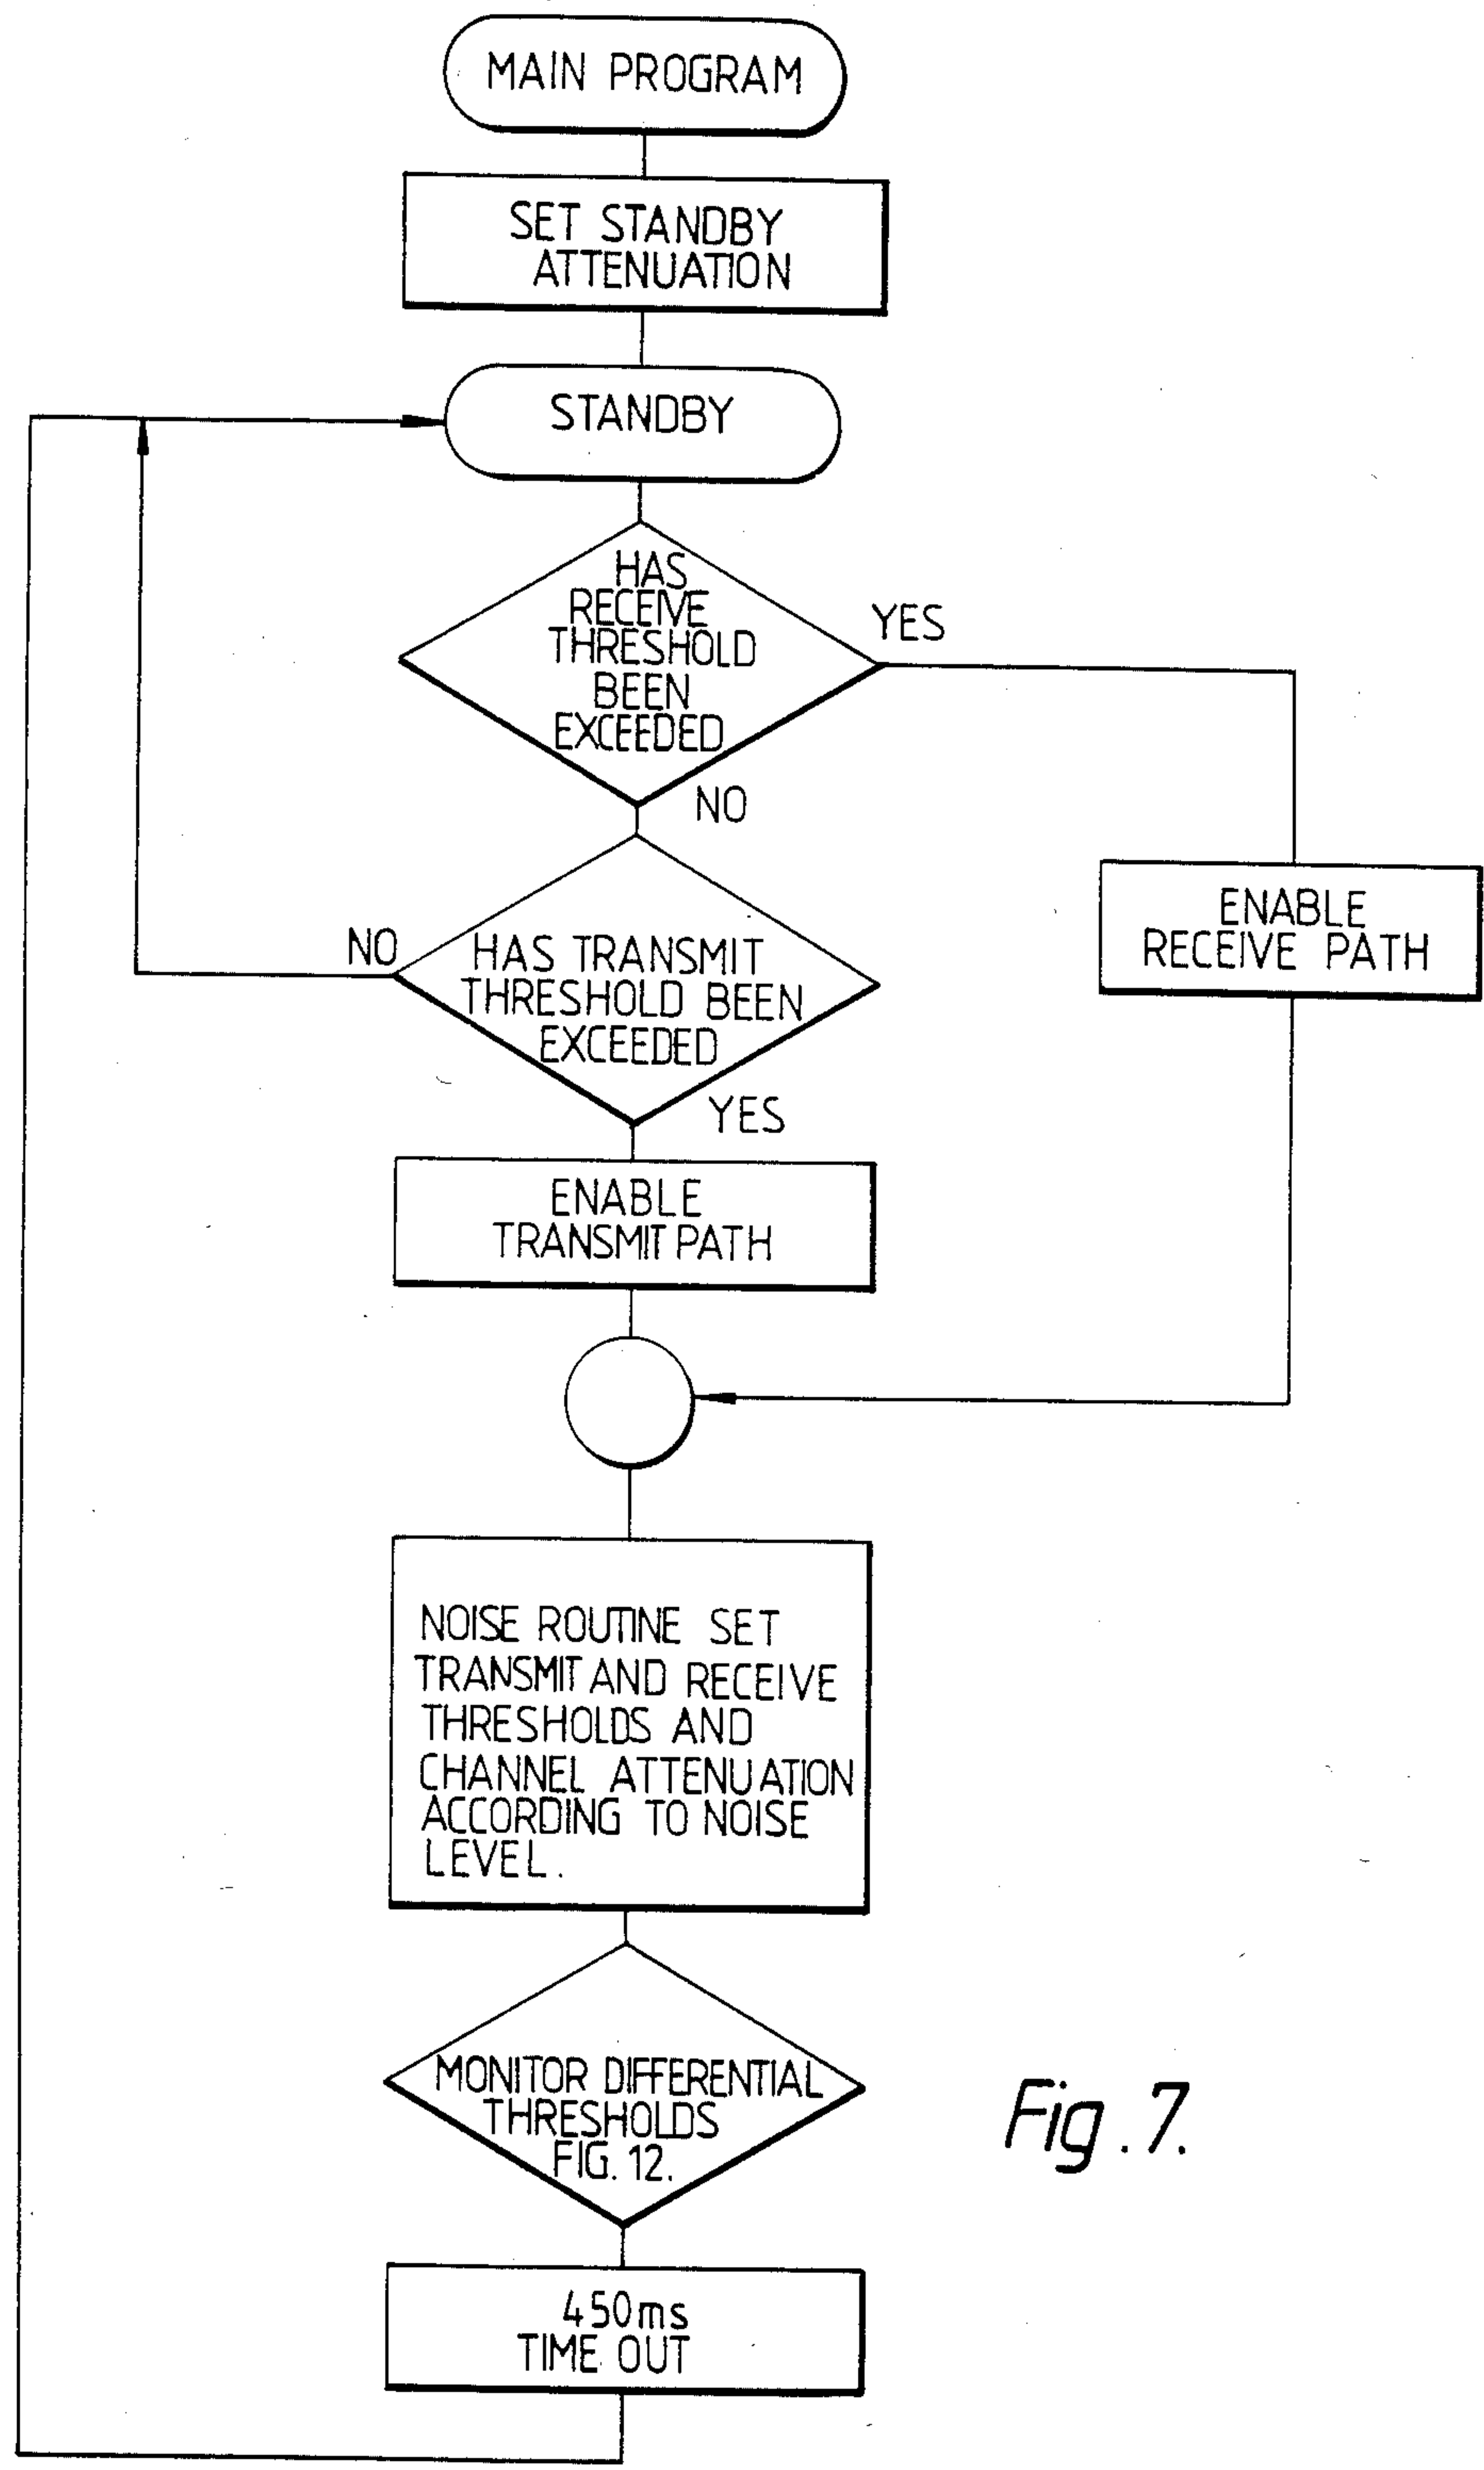 MAIN PROGRAM
SET STANDBY
ATTENUATION
STANDBY
HAS
RECEIVE
THRESHOLD
BEEN
EXCEEDED
YES
NO
NO
HAS TRANSMIT
THRESHOLD BEEN
EXCEEDED
YES
ENABLE
RECEIVE PATH
ENABLE
TRANSMIT PATH
NOISE ROUTINE SET
TRANSMIT AND RECEIVE
THRESHOLDS AND
CHANNEL ATTENUATION
ACCORDING TO NOISE
LEVEL.
MONITOR DIFFERENTIAL
THRESHOLDS
FIG. 12.
450ms
TIME OUT
Fig. 7.